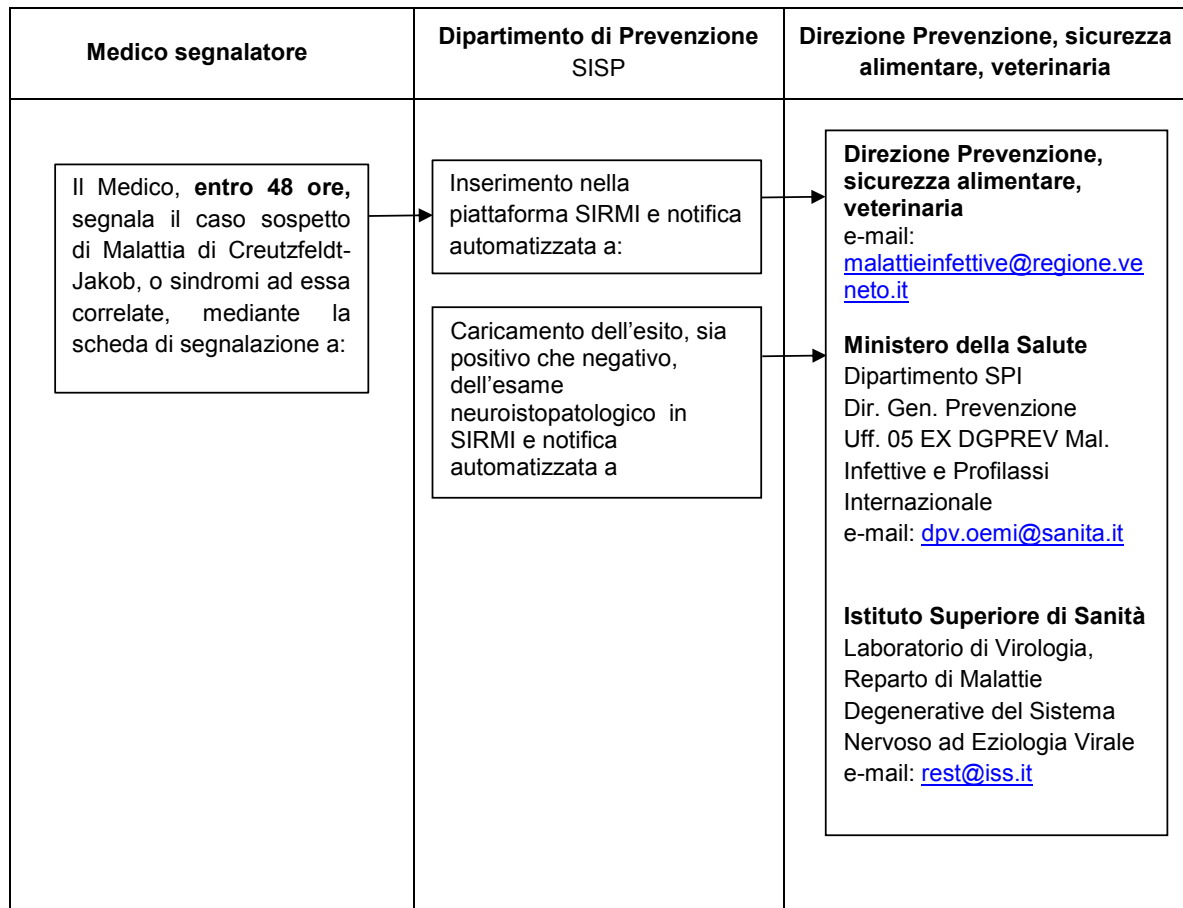 Medico segnalatore
Dipartimento di Prevenzione
SISP
Direzione Prevenzione, sicurezza
alimentare, veterinaria
Il Medico, entro 48 ore,
segnala il caso sospetto
di Malattia di Creutzfeldt-
Jakob, o sindromi ad essa
correlate, mediante la
scheda di segnalazione a:
Inserimento nella
piattaforma SIRMI e notifica
automatizzata a:
Caricamento dell'esito, sia
positivo che negativo,
dell'esame
neuroistopatologico in
SIRMI e notifica
automatizzata a
Direzione Prevenzione,
sicurezza alimentare,
veterinaria
e-mail:
malattieinfettive@regione.ve
neto.it
Ministero della Salute
Dipartimento SPI
Dir. Gen. Prevenzione
Uff. 05 EX DGPREV Mal.
Infettive e Profilassi
Internazionale
e-mail: dpv.oemi@sanita.it
Istituto Superiore di Sanità
Laboratorio di Virologia,
Reparto di Malattie
Degenerative del Sistema
Nervoso ad Eziologia Virale
e-mail: rest@iss.it